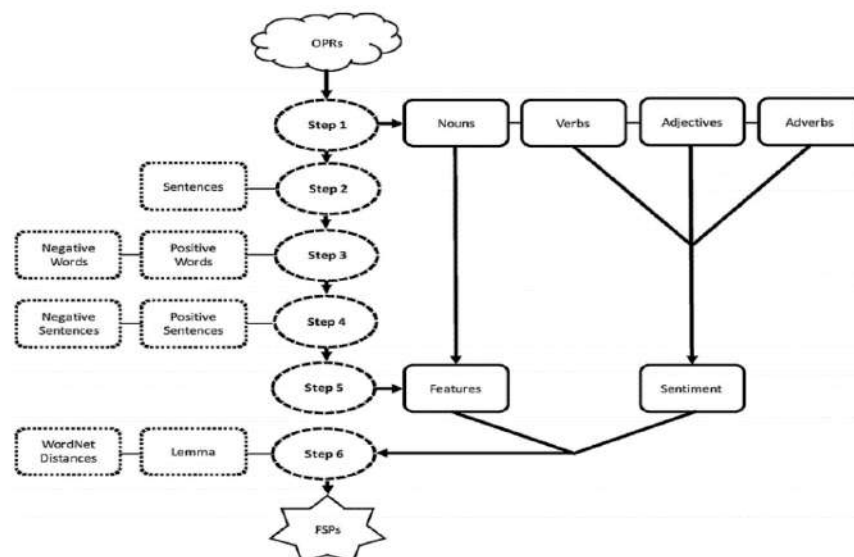 OPRs
Step 1
Nouns
Verbs
Adjectives
Adverbs
Sentences
Step 2
Negative
Words
Positive
Words
Step 3
Negative
Sentences
Positive
Sentences
Step 4
Step 5
Features
Sentiment
WordNet
Distances
Lemma
Step 6
FSPs